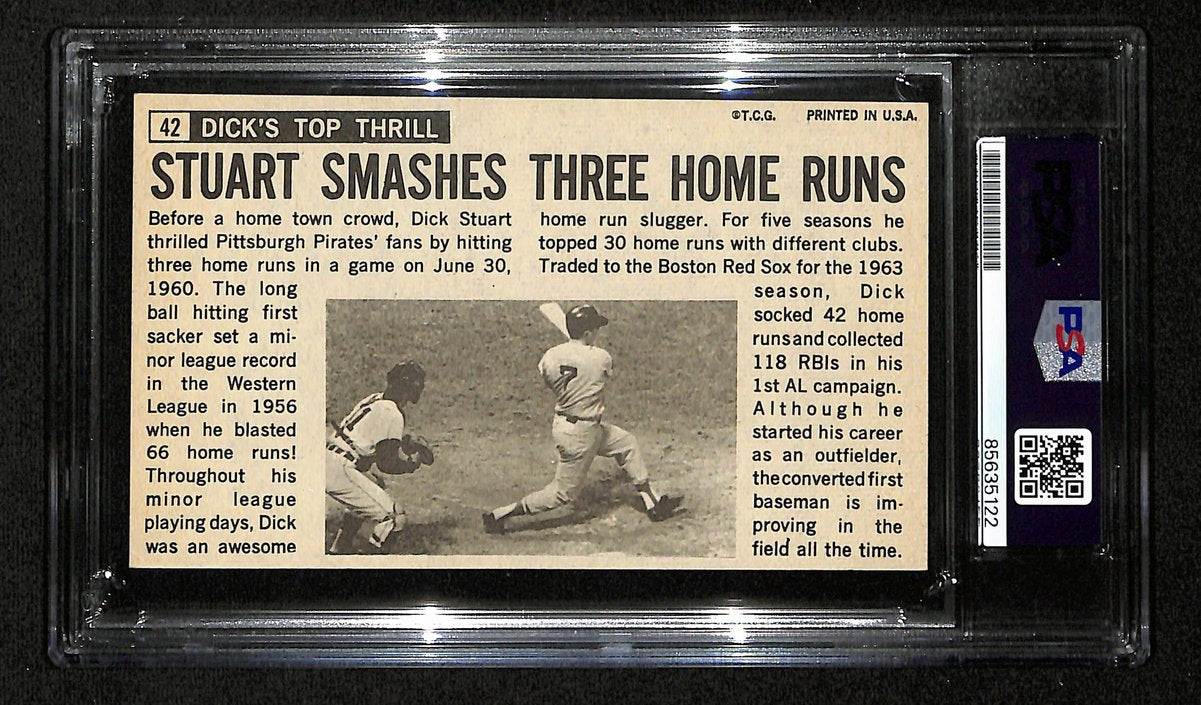 42 DICK'S TOP THRILL
©T.C.G. PRINTED IN U.S.A.
STUART SMASHES THREE HOME RUNS
Before a home town crowd, Dick Stuart
thrilled Pittsburgh Pirates' fans by hitting
three home runs in a game on June 30,
1960. The long
ball hitting first
sacker set a mi-
nor league record
in the Western
League in 1956
when he blasted
66 home runs!
Throughout his
minor league
playing days, Dick
was an awesome
home run slugger. For five seasons he
topped 30 home runs with different clubs.
Traded to the Boston Red Sox for the 1963
season, Dick
socked 42 home
runs and collected
118 RBIs in his
1st AL campaign.
Although he
started his career
as an outfielder,
the converted first
baseman is im-
proving in the
field all the time.
7
PSA
PSA
85635122